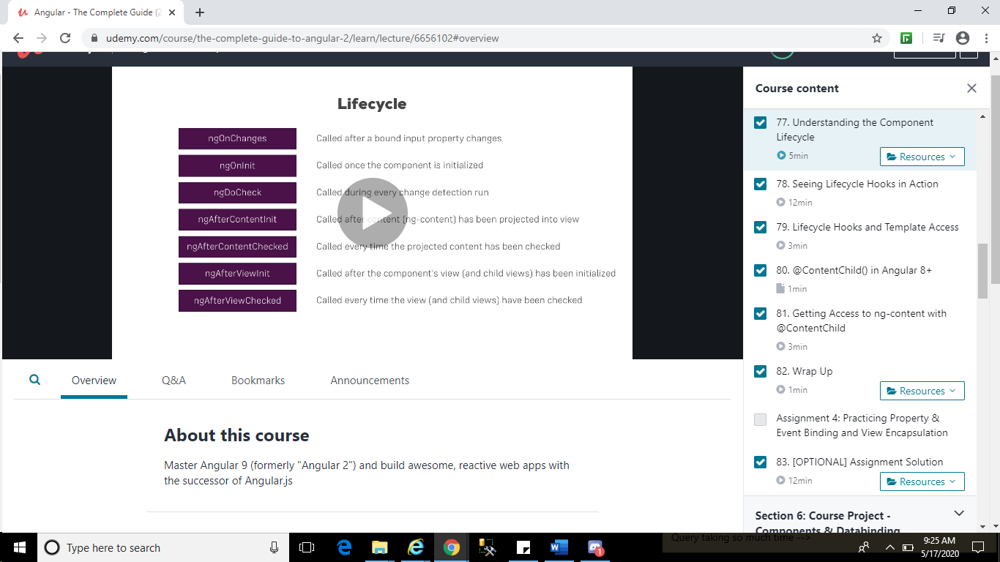 Angular - The Complete Guide (2
udemy.com/course/the-complete-guide-to-angular-2/learn/lecture/6656102#overview
Lifecycle
ngOnChanges Called after a bound input property changes
ngOnInit Called once the component is initialized
ngDoCheck Called during every change detection run
ngAfterContentInit Called after content (ng-content) has been projected into view
ngAfterContentChecked Called every time the projected content has been checked
ngAfterViewInit Called after the component's view (and child views) has been initialized
ngAfterViewChecked Called every time the view (and child views) have been checked
Overview Q&A Bookmarks Announcements
About this course
Master Angular 9 (formerly "Angular 2") and build awesome, reactive web apps with
the successor of Angular.js
Course content
77. Understanding the Component
Lifecycle
5min Resources
78. Seeing Lifecycle Hooks in Action
12min
79. Lifecycle Hooks and Template Access
3min
80. @ContentChild() in Angular 8+
1min
81. Getting Access to ng-content with
@ContentChild
3min
82. Wrap Up
1min Resources
Assignment 4: Practicing Property &
Event Binding and View Encapsulation
83. [OPTIONAL] Assignment Solution
12min Resources
Section 6: Course Project -
Components & Databinding
Type here to search
W
1
Query taking so much time -->
9:25 AM
5/17/2020